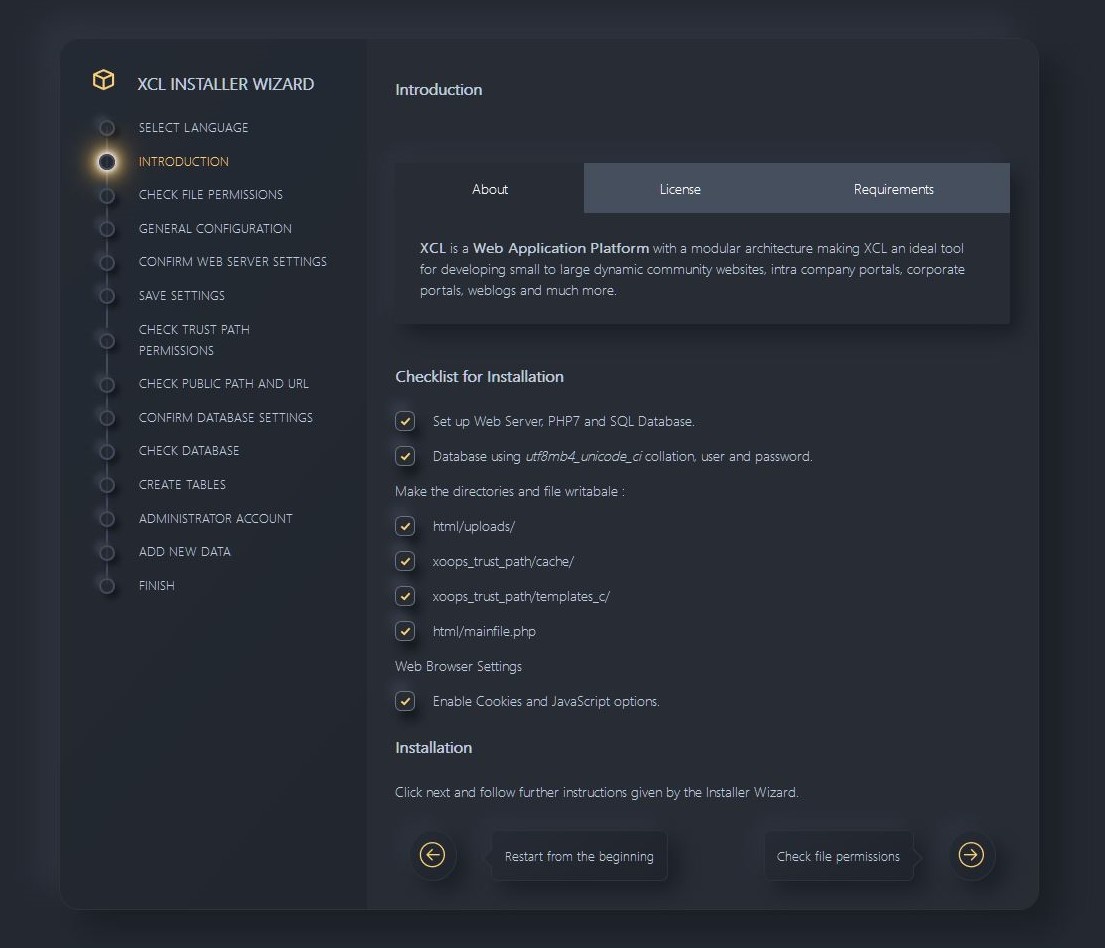 XCL INSTALLER WIZARD
SELECT LANGUAGE
INTRODUCTION
CHECK FILE PERMISSIONS
GENERAL CONFIGURATION
CONFIRM WEB SERVER SETTINGS
SAVE SETTINGS
CHECK TRUST PATH
PERMISSIONS
CHECK PUBLIC PATH AND URL
CONFIRM DATABASE SETTINGS
CHECK DATABASE
CREATE TABLES
ADMINISTRATOR ACCOUNT
ADD NEW DATA
FINISH
Introduction
About License Requirements
XCL is a Web Application Platform with a modular architecture making XCL an ideal tool
for developing small to large dynamic community websites, intra company portals, corporate
portals, weblogs and much more.
Checklist for Installation
Set up Web Server, PHP7 and SQL Database.
Database using utf8mb4_unicode_ci collation, user and password.
Make the directories and file writabale :
html/uploads/
xoops_trust_path/cache/
xoops_trust_path/templates_c/
html/mainfile.php
Web Browser Settings
Enable Cookies and JavaScript options.
Installation
Click next and follow further instructions given by the Installer Wizard.
Restart from the beginning Check file permissions